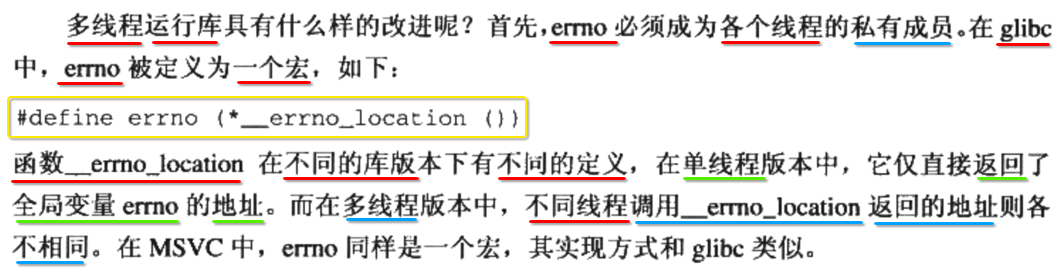 多线程运行库具有什么样的改进呢？首先，errno 必须成为各个线程的私有成员。在 glibc
中，errno 被定义为一个宏，如下：
#define errno (*__errno_location ())
函数__errno_location 在不同的库版本下有不同的定义，在单线程版本中，它仅直接返回了
全局变量 errno 的地址。而在多线程版本中，不同线程调用__errno_location 返回的地址则各
不相同。在 MSVC 中，errno 同样是一个宏，其实现方式和 glibc 类似。